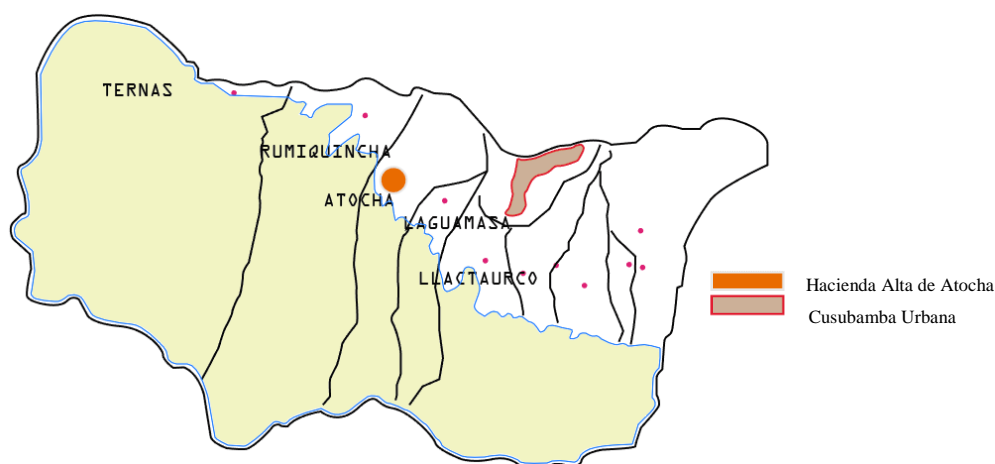 TERNAS
RUMIQUINCHA
ATOCHA
LAGUAMASA
LLACTAURCO
Hacienda Alta de Atocha
Cusubamba Urbana